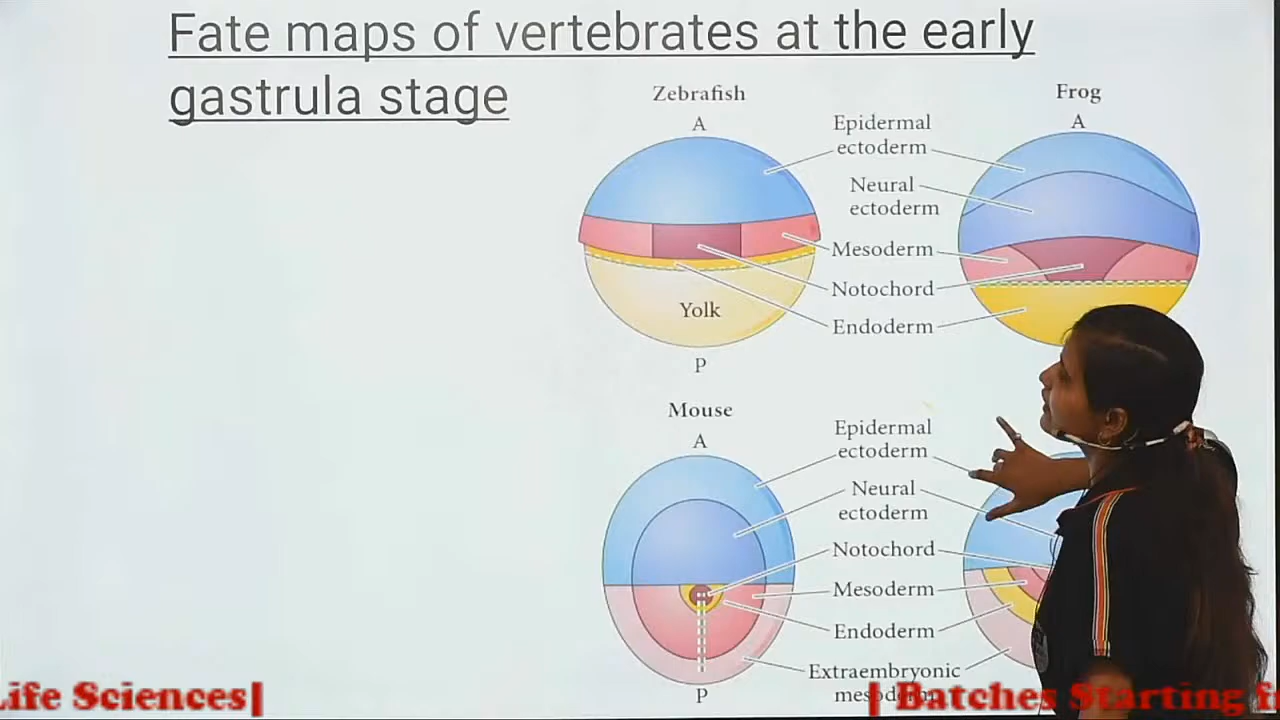 Fate maps of vertebrates at the early
gastrula stage
Zebrafish
A
Yolk
P
Frog
A
Epidermal
ectoderm
Neural
ectoderm
Mesoderm
Notochord
Endoderm
Mouse
A
P
Epidermal
ectoderm
Neural
ectoderm
Notochord
Mesoderm
Endoderm
Extraembryonic
mesoderm
Life Sciences|
| Batches Starting f